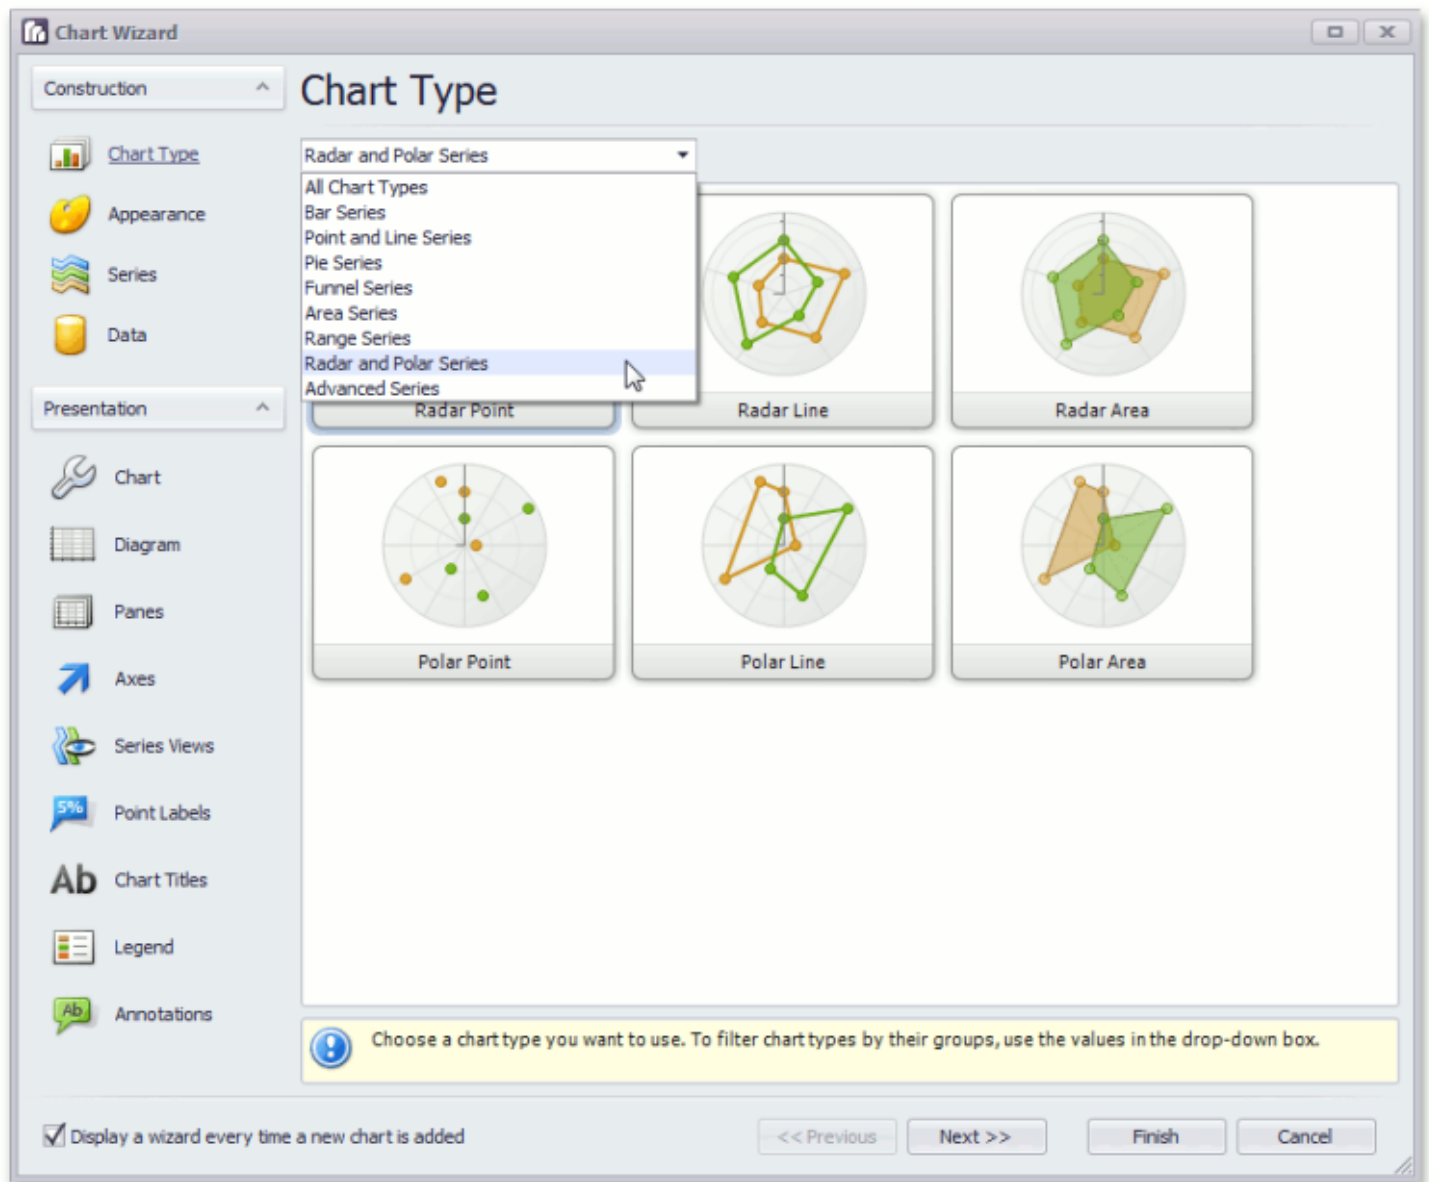 Chart Wizard
Construction
Chart Type
Appearance
Series
Data
Presentation
Chart
Diagram
Panes
Axes
Series Views
5%
Point Labels
Ab
Chart Titles
Legend
Ab
Annotations
Chart Type
Radar and Polar Series
All Chart Types
Bar Series
Point and Line Series
Pie Series
Funnel Series
Area Series
Range Series
Radar and Polar Series
Advanced Series
Radar Point
Radar Line
Radar Area
Polar Point
Polar Line
Polar Area
Choose a chart type you want to use. To filter chart types by their groups, use the values in the drop-down box.
Display a wizard every time a new chart is added
<< Previous
Next >>
Finish
Cancel